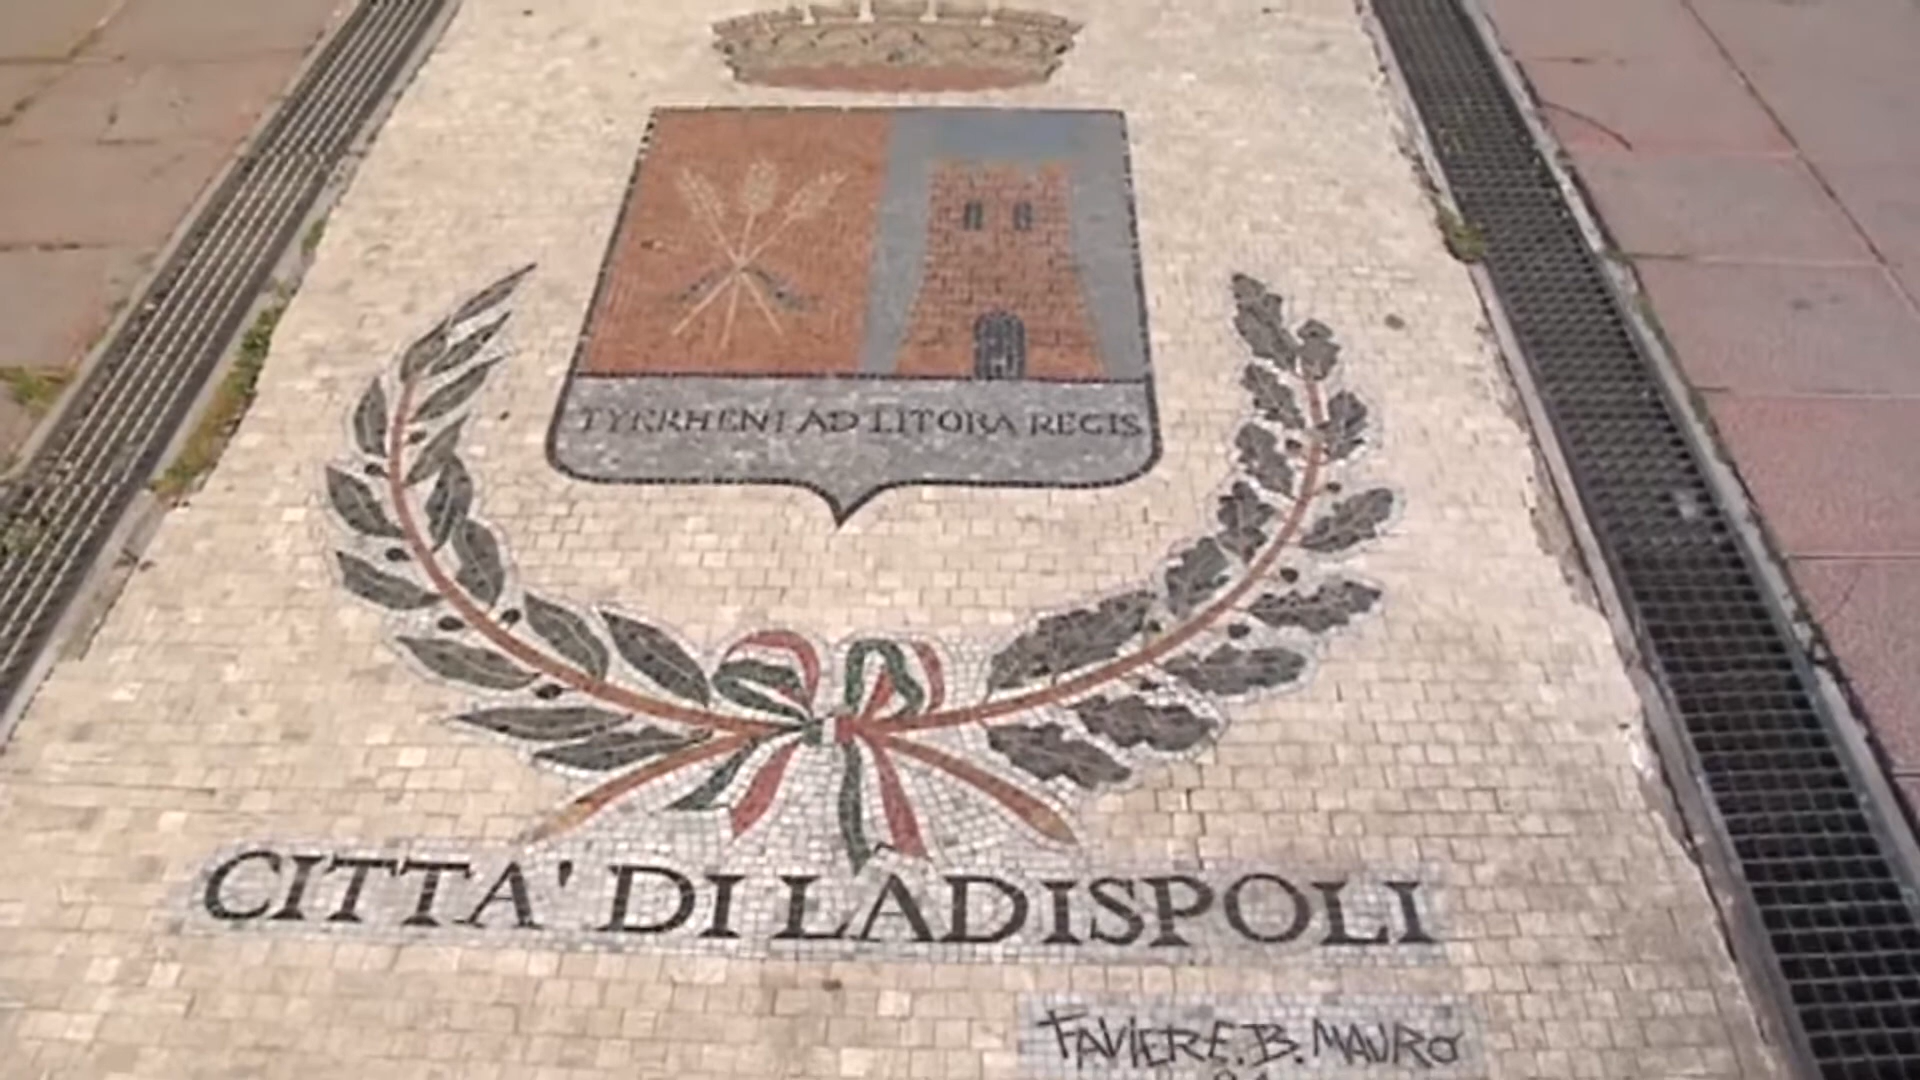 TYRRHENI AD LITORA REGIS
CITTA' DI LADISPOLI
FAVIERE. B. MAURO